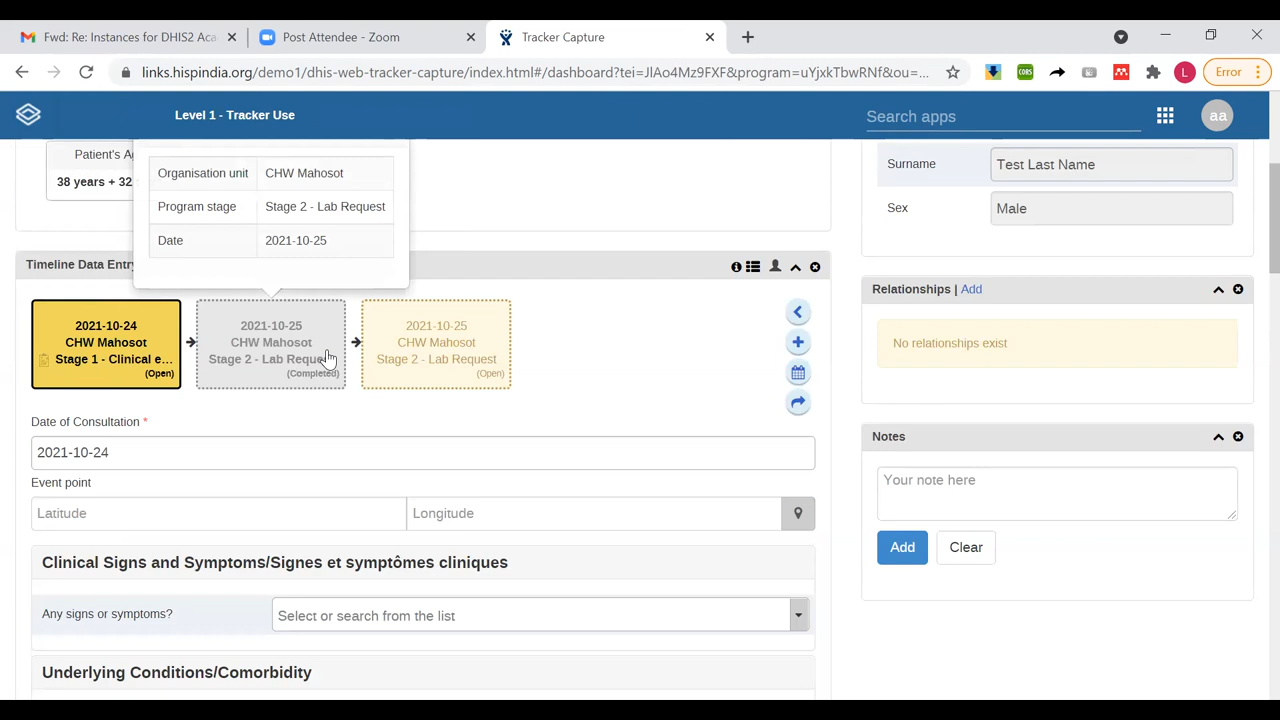 Fwd: Re: Instances for DHIS2 Aca
Post Attendee - Zoom
Tracker Capture
links.hispindia.org/demo1/dhis-web-tracker-capture/index.html#/dashboard?tei=JlAo4Mz9FXF&program=uYjxkTbwRNf&ou=...
CORS
L
Error
Level 1 - Tracker Use
Search apps
aa
Patient's Ag
38 years + 32
Organisation unit CHW Mahosot
Program stage Stage 2 - Lab Request
Date 2021-10-25
Surname Test Last Name
Sex Male
Timeline Data Entry
2021-10-24
CHW Mahosot
Stage 1 - Clinical e...
(Open)
2021-10-25
CHW Mahosot
Stage 2 - Lab Reque
(Completed)
2021-10-25
CHW Mahosot
Stage 2 - Lab Request
(Open)
Date of Consultation *
2021-10-24
Event point
Latitude Longitude
Clinical Signs and Symptoms/Signes et symptômes cliniques
Any signs or symptoms? Select or search from the list
Underlying Conditions/Comorbidity
Relationships | Add
No relationships exist
Notes
Your note here
Add Clear